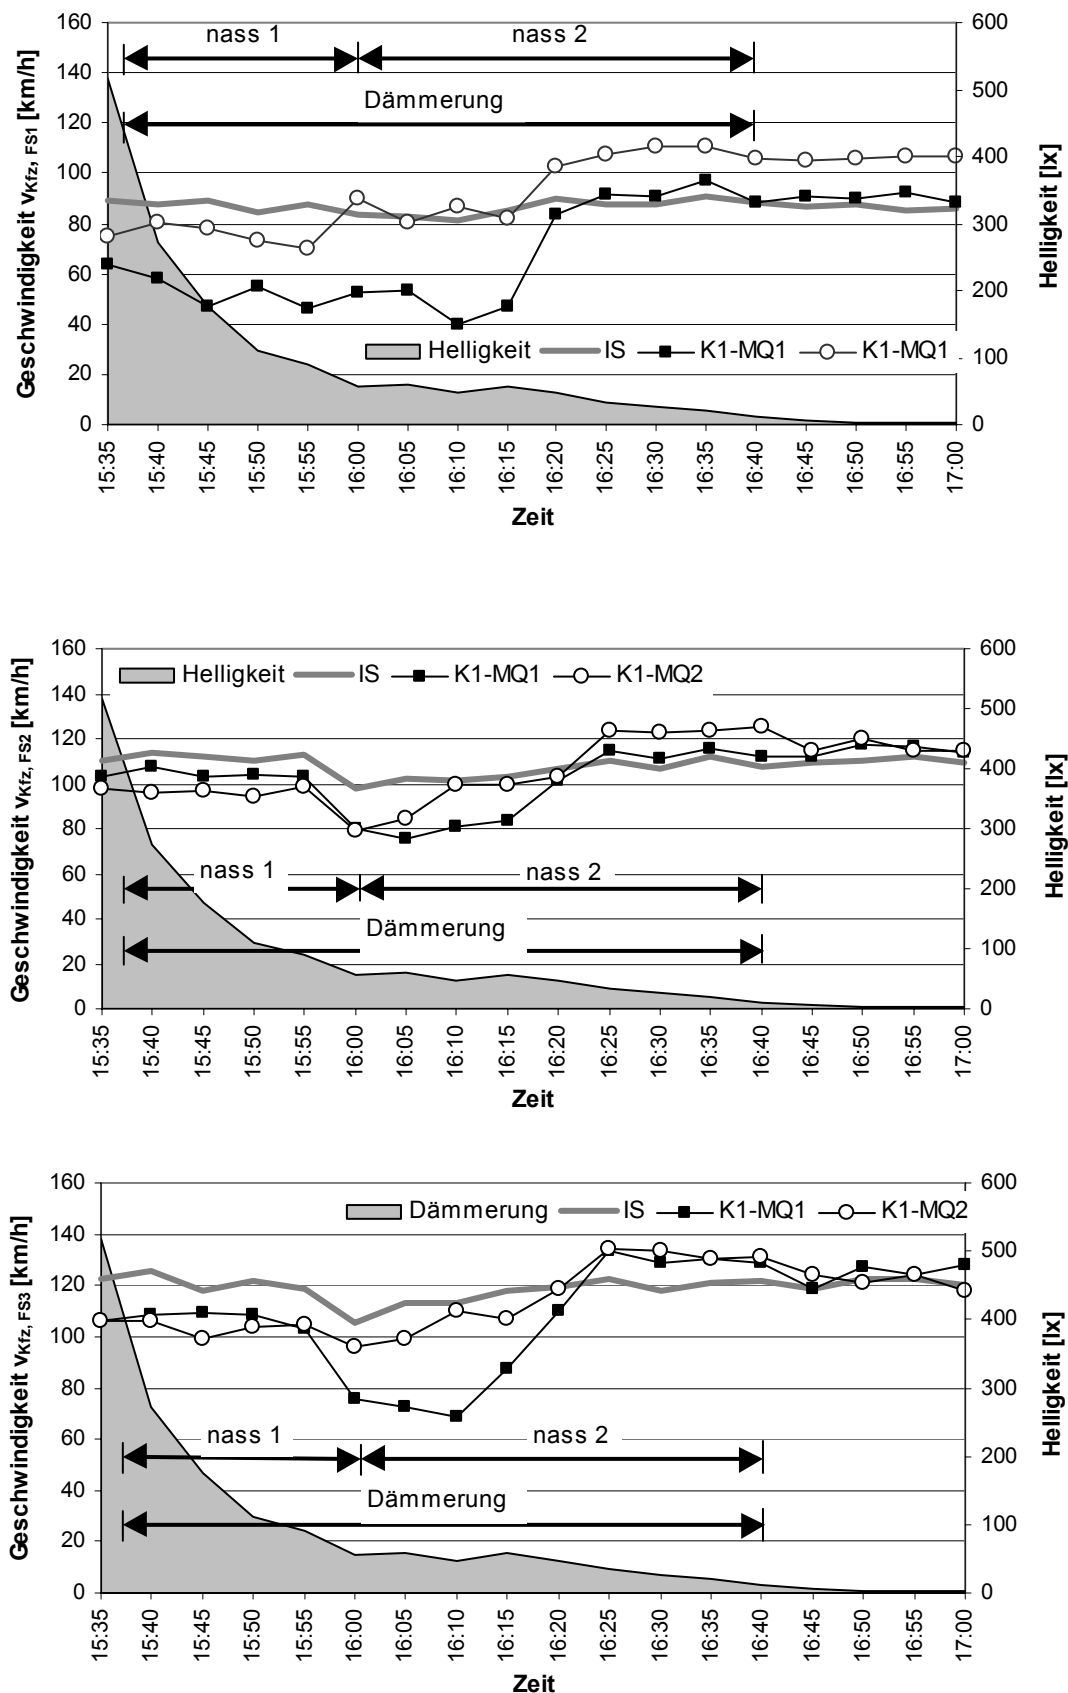 160 600
nass 1 nass 2
140 500
Dämmerung
120 400
100
80 300
60 200
40
Helligkeit IS K1-MQ1 K1-MQ1
100
20
0 0
Geschwindigkeit vKfz, FS1 [km/h]
Helligkeit [lx]
15:35 15:40 15:45 15:50 15:55 16:00 16:05 16:10 16:15 16:20 16:25 16:30 16:35 16:40 16:45 16:50 16:55 17:00
Zeit
160 600
Helligkeit IS K1-MQ1 K1-MQ2
140 500
120 400
100
80 300
60 200
nass 1 nass 2
40
Dämmerung
100
20
0 0
Geschwindigkeit vKfz, FS2 [km/h]
Helligkeit [lx]
15:35 15:40 15:45 15:50 15:55 16:00 16:05 16:10 16:15 16:20 16:25 16:30 16:35 16:40 16:45 16:50 16:55 17:00
Zeit
160 600
Dämmerung IS K1-MQ1 K1-MQ2
140 500
120 400
100
80 300
60 200
nass 1 nass 2
40
Dämmerung
100
20
0 0
Geschwindigkeit vKfz, FS3 [km/h]
Helligkeit [lx]
15:35 15:40 15:45 15:50 15:55 16:00 16:05 16:10 16:15 16:20 16:25 16:30 16:35 16:40 16:45 16:50 16:55 17:00
Zeit